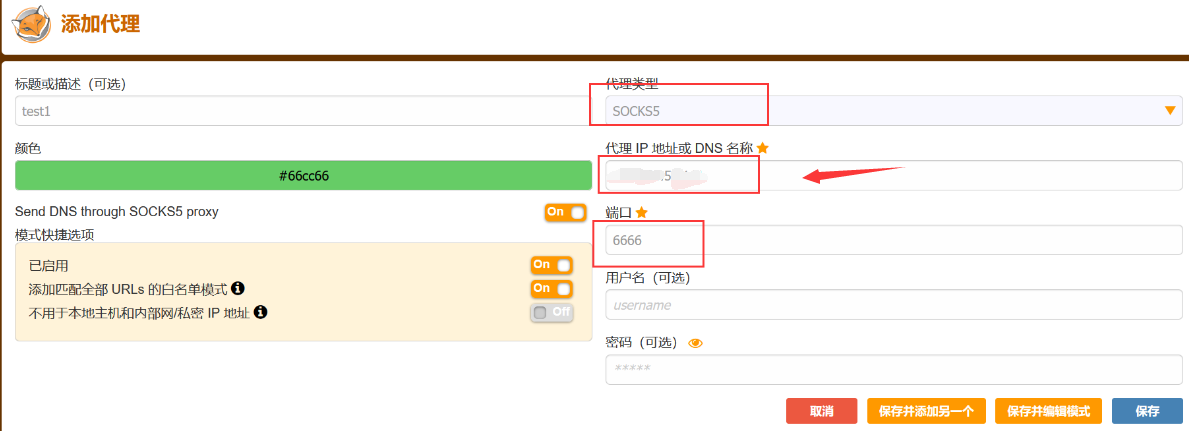 添加代理
标题或描述（可选）
test1
颜色
#66cc66
Send DNS through SOCKS5 proxy
On
模式快捷选项
已启用
On
添加匹配全部 URLs 的白名单模式
On
不用于本地主机和内部网/私密 IP 地址
Off
代理类型
SOCKS5
代理 IP 地址或 DNS 名称
端口
6666
用户名（可选）
username
密码（可选）
*****
取消
保存并添加另一个
保存并编辑模式
保存